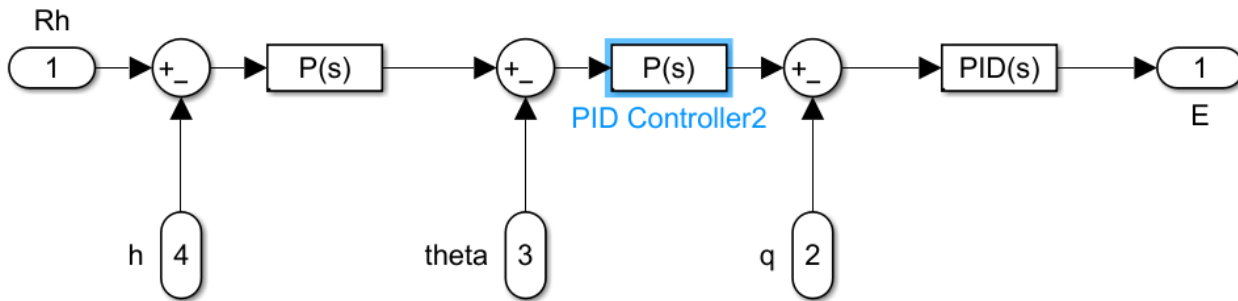 Rh
1
+
_
P(s)
+
_
P(s)
PID Controller2
+
_
PID(s)
1
E
h
4
theta
3
q
2